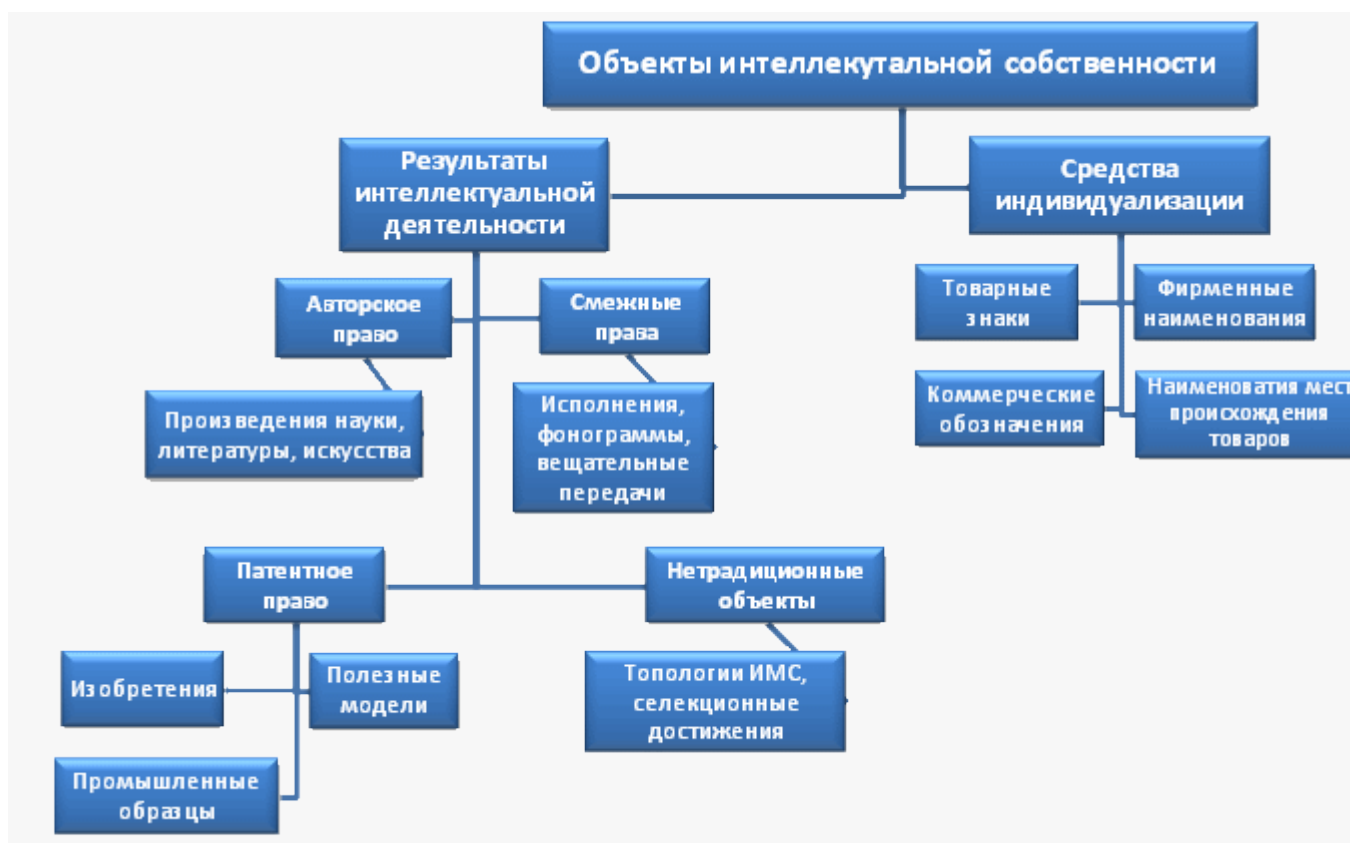 Объекты интеллекутальной собственности
Результаты
интеллектуальной
деятельности
Средства
индивидуализации
Авторское
право
Смежные
права
Товарные
знаки
Фирменные
наименования
Произведения науки,
литературы, искусства
Исполнения,
фонограммы,
вещательные
передачи
Коммерческие
обозначения
Наименоватия мест
происхождения
товаров
Патентное
право
Нетрадиционные
объекты
Изобретения
Полезные
модели
Топологии ИМС,
селекционные
достижения
Промышленные
образцы